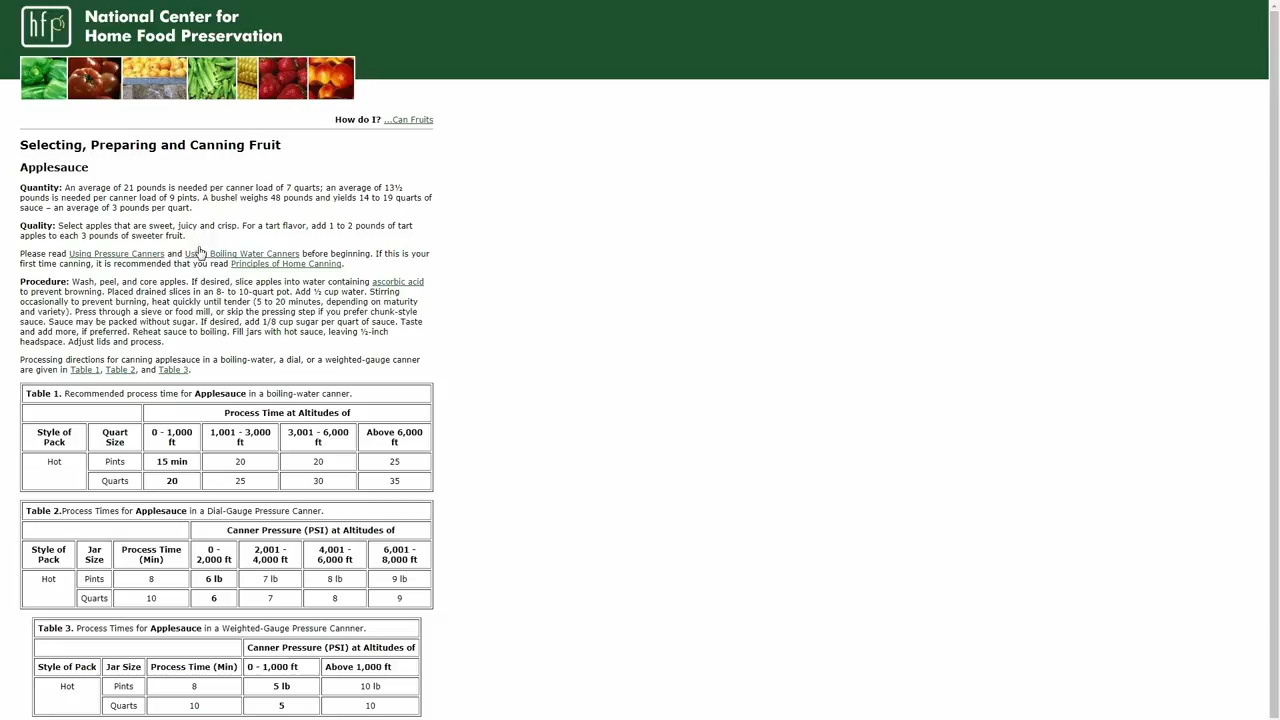 hfp
National Center for
Home Food Preservation
How do I? ...Can Fruits
Selecting, Preparing and Canning Fruit
Applesauce
Quantity: An average of 21 pounds is needed per canner load of 7 quarts; an average of 13½
pounds is needed per canner load of 9 pints. A bushel weighs 48 pounds and yields 14 to 19 quarts of
sauce – an average of 3 pounds per quart.
Quality: Select apples that are sweet, juicy and crisp. For a tart flavor, add 1 to 2 pounds of tart
apples to each 3 pounds of sweeter fruit.
Please read Using Pressure Canners and Using Boiling Water Canners before beginning. If this is your
first time canning, it is recommended that you read Principles of Home Canning.
Procedure: Wash, peel, and core apples. If desired, slice apples into water containing ascorbic acid
to prevent browning. Placed drained slices in an 8- to 10-quart pot. Add ½ cup water. Stirring
occasionally to prevent burning, heat quickly until tender (5 to 20 minutes, depending on maturity
and variety). Press through a sieve or food mill, or skip the pressing step if you prefer chunk-style
sauce. Sauce may be packed without sugar. If desired, add 1/8 cup sugar per quart of sauce. Taste
and add more, if preferred. Reheat sauce to boiling. Fill jars with hot sauce, leaving ½-inch
headspace. Adjust lids and process.
Processing directions for canning applesauce in a boiling-water, a dial, or a weighted-gauge canner
are given in Table 1, Table 2, and Table 3.
Table 1. Recommended process time for Applesauce in a boiling-water canner.
Process Time at Altitudes of
Style of Pack Quart Size 0 - 1,000 ft 1,001 - 3,000 ft 3,001 - 6,000 ft Above 6,000 ft
Hot Pints 15 min 20 20 25
Quarts 20 25 30 35
Table 2.Process Times for Applesauce in a Dial-Gauge Pressure Canner.
Canner Pressure (PSI) at Altitudes of
Style of Pack Jar Size Process Time (Min) 0 - 2,000 ft 2,001 - 4,000 ft 4,001 - 6,000 ft 6,001 - 8,000 ft
Hot Pints 8 6 lb 7 lb 8 lb 9 lb
Quarts 10 6 7 8 9
Table 3. Process Times for Applesauce in a Weighted-Gauge Pressure Cannner.
Canner Pressure (PSI) at Altitudes of
Style of Pack Jar Size Process Time (Min) 0 - 1,000 ft Above 1,000 ft
Hot Pints 8 5 lb 10 lb
Quarts 10 5 10